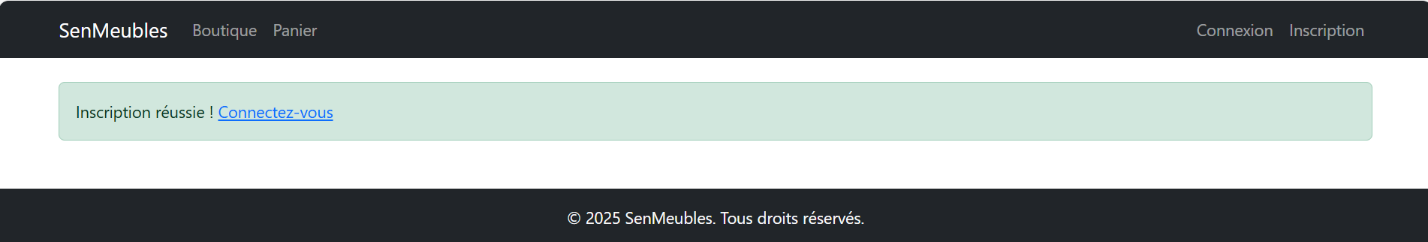 SenMeubles Boutique Panier Connexion Inscription
Inscription réussie ! Connectez-vous
© 2025 SenMeubles. Tous droits réservés.